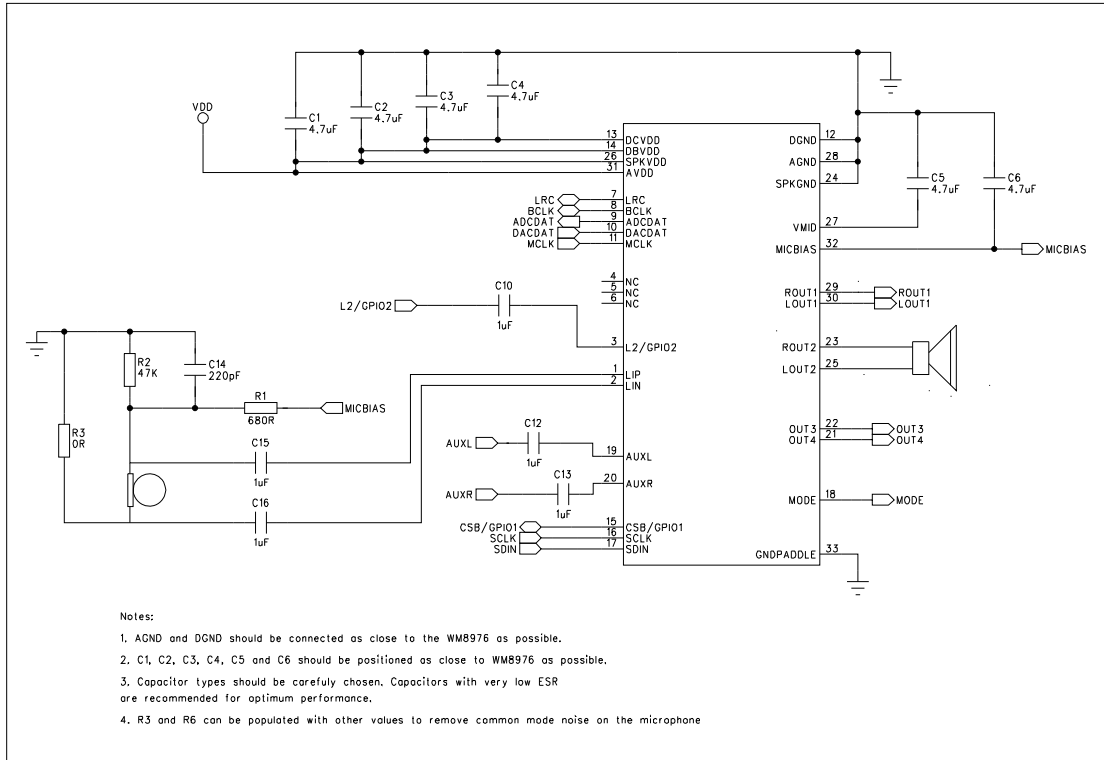 VDD
C1
4.7uF
C2
4.7uF
C3
4.7uF
C4
4.7uF
13 DCVDD
14 DBVDD
26 SPKVDD
31 AVDD
LRC 7 LRC
BCLK 8 BCLK
ADCDAT 9 ADCDAT
DACDAT 10 DACDAT
MCLK 11 MCLK
4 NC
5 NC
6 NC
L2/GPIO2
C10
1uF
3 L2/GPIO2
1 LIP
2 LIN
R2
47K
C14
220pF
R1
680R
MICBIAS
R3
0R
C15
1uF
C16
1uF
AUXL
C12
1uF
19 AUXL
AUXR
C13
1uF
20 AUXR
CSB/GPIO1 15 CSB/GPIO1
SCLK 16 SCLK
SDIN 17 SDIN
DGND 12
AGND 28
SPKGND 24
C5
4.7uF
C6
4.7uF
VMID 27
MICBIAS 32 MICBIAS
ROUT1 29 ROUT1
LOUT1 30 LOUT1
ROUT2 23
LOUT2 25
OUT3 22 OUT3
OUT4 21 OUT4
MODE 18 MODE
GNDPADDLE 33
Notes:
1. AGND and DGND should be connected as close to the WM8976 as possible.
2. C1, C2, C3, C4, C5 and C6 should be positioned as close to WM8976 as possible.
3. Capacitor types should be carefuly chosen. Capacitors with very low ESR
are recommended for optimum performance.
4. R3 and R6 can be populated with other values to remove common mode noise on the microphone